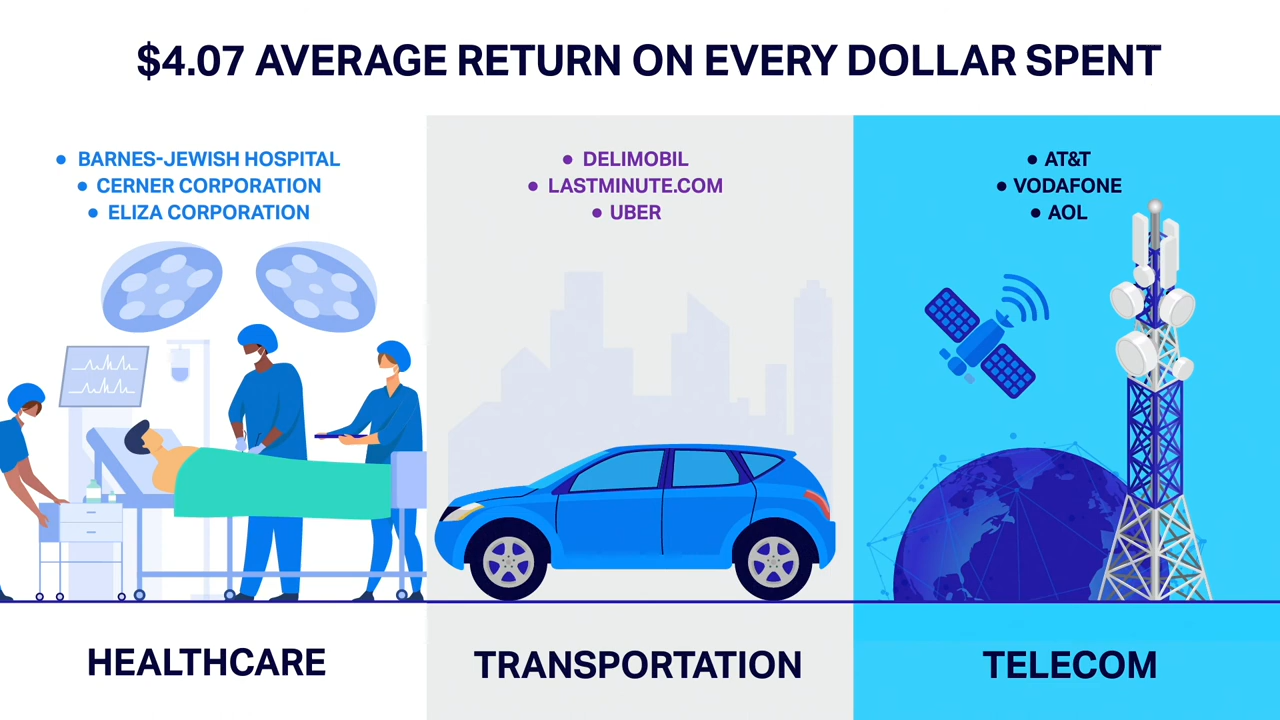 $4.07 AVERAGE RETURN ON EVERY DOLLAR SPENT
• BARNES-JEWISH HOSPITAL
• CERNER CORPORATION
• ELIZA CORPORATION
• DELIMOBIL
• LASTMINUTE.COM
• UBER
• AT&T
• VODAFONE
• AOL
HEALTHCARE
TRANSPORTATION
TELECOM